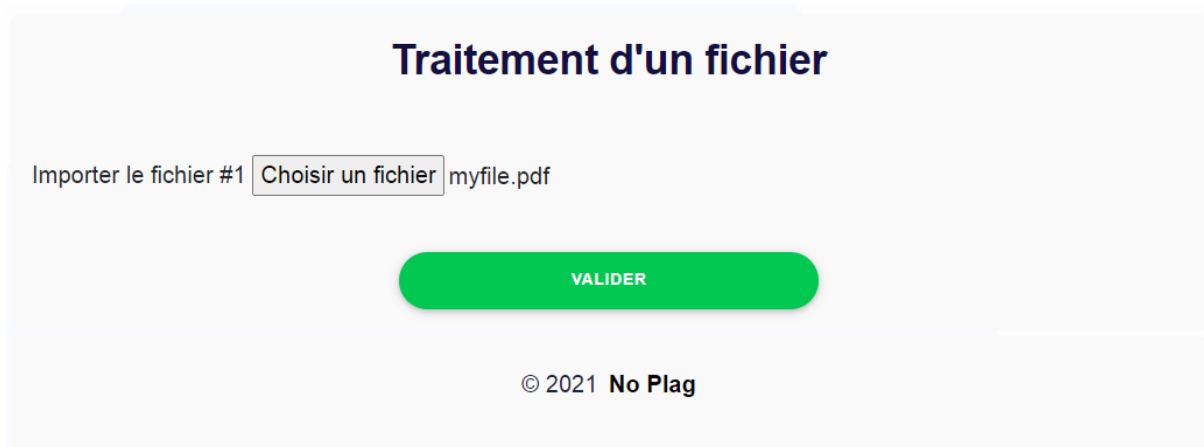 Traitement d'un fichier
Importer le fichier #1 Choisir un fichier myfile.pdf
VALIDER
© 2021 No Plag